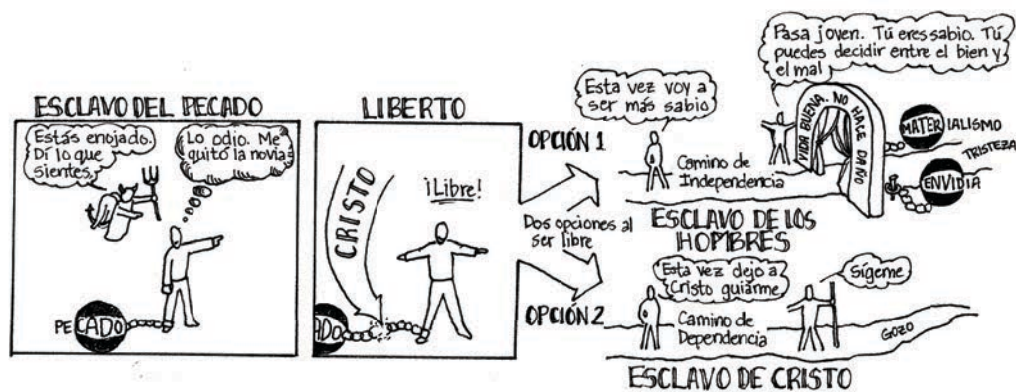 ESCLAVO DEL PECADO
Estás enojado.
Dí lo que
sientes.
Lo odio. Me
quitó la novia.
PECADO
LIBERTO
CRISTO
¡Libre!
ADO
OPCIÓN 1
Dos opciones al
ser libre
OPCIÓN 2
Esta vez voy a
ser más sabio
Camino de
Independencia
Pasa joven. Tú eres sabio. Tú
puedes decidir entre el bien y
el mal
VIDA BUENA. NO HACE DAÑO
MATERIALISMO
TRISTEZA
ENVIDIA
ESCLAVO DE LOS
HOMBRES
Esta vez dejo a
Cristo guiarme.
Sígeme
Camino de
Dependencia
GOZO
ESCLAVO DE CRISTO